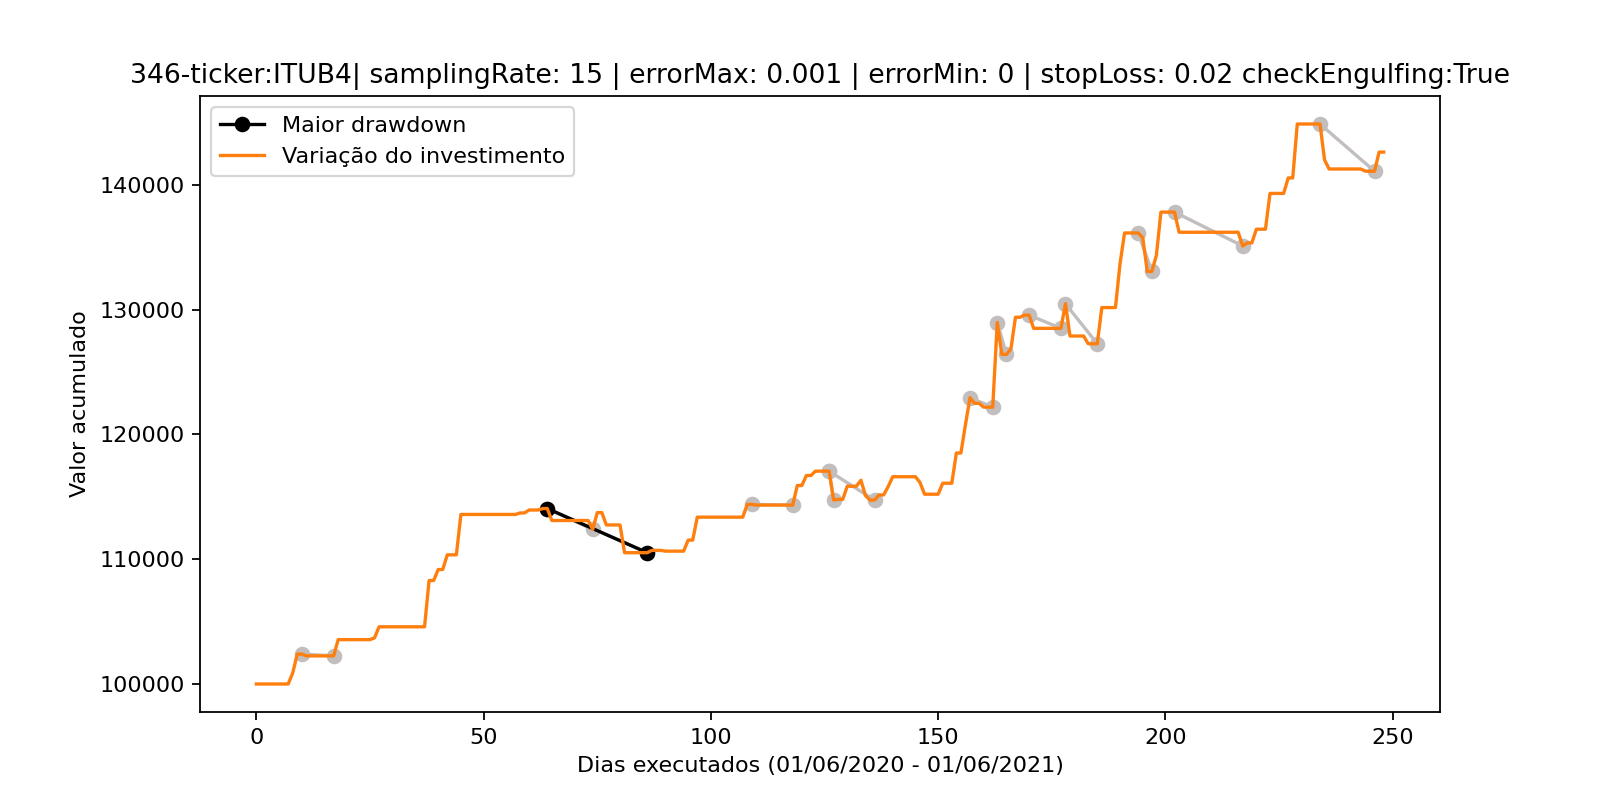 346-ticker:ITUB4| samplingRate: 15 | errorMax: 0.001 | errorMin: 0 | stopLoss: 0.02 checkEngulfing:True
Maior drawdown
Variação do investimento
Valor acumulado
140000
130000
120000
110000
100000
0 50 100 150 200 250
Dias executados (01/06/2020 - 01/06/2021)